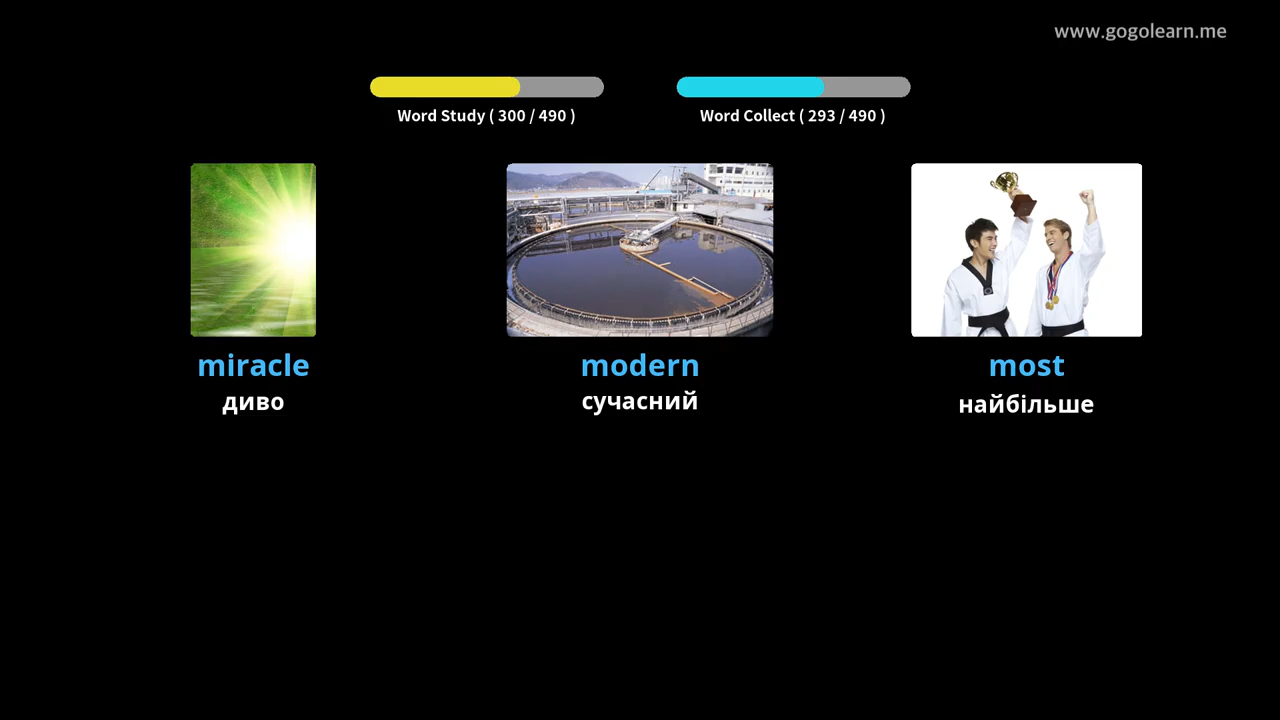 www.gogolearn.me
Word Study ( 300 / 490 )
Word Collect ( 293 / 490 )
miracle
диво
modern
сучасний
most
найбільше